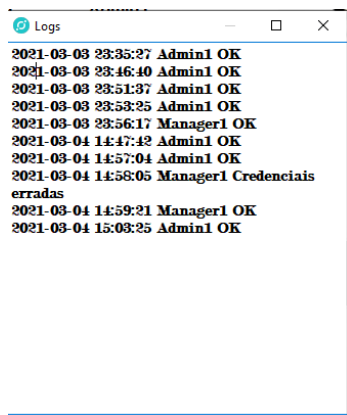 Logs
2021-03-03 23:35:27 Admin1 OK
2021-03-03 23:46:40 Admin1 OK
2021-03-03 23:51:37 Admin1 OK
2021-03-03 23:53:25 Admin1 OK
2021-03-03 23:56:17 Manager1 OK
2021-03-04 14:47:42 Admin1 OK
2021-03-04 14:57:04 Admin1 OK
2021-03-04 14:58:05 Manager1 Credenciais
erradas
2021-03-04 14:59:21 Manager1 OK
2021-03-04 15:03:25 Admin1 OK